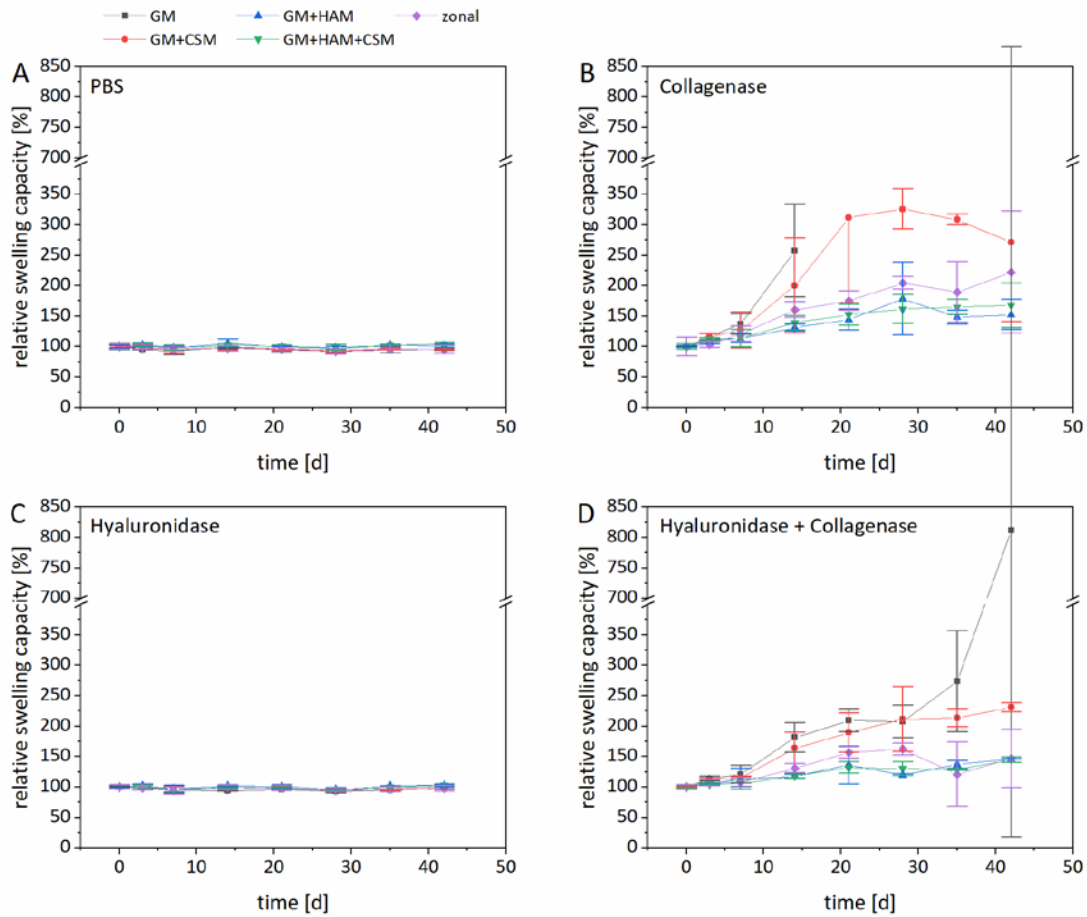 GM GM+HAM zonal
GM+CSM GM+HAM+CSM
A PBS
relative swelling capacity [%]
850
800
750
700
350
300
250
200
150
100
50
0
0 10 20 30 40 50
time [d]
B Collagenase
relative swelling capacity [%]
850
800
750
700
350
300
250
200
150
100
50
0
0 10 20 30 40 50
time [d]
C Hyaluronidase
relative swelling capacity [%]
850
800
750
700
350
300
250
200
150
100
50
0
0 10 20 30 40 50
time [d]
D Hyaluronidase + Collagenase
relative swelling capacity [%]
850
800
750
700
350
300
250
200
150
100
50
0
0 10 20 30 40 50
time [d]